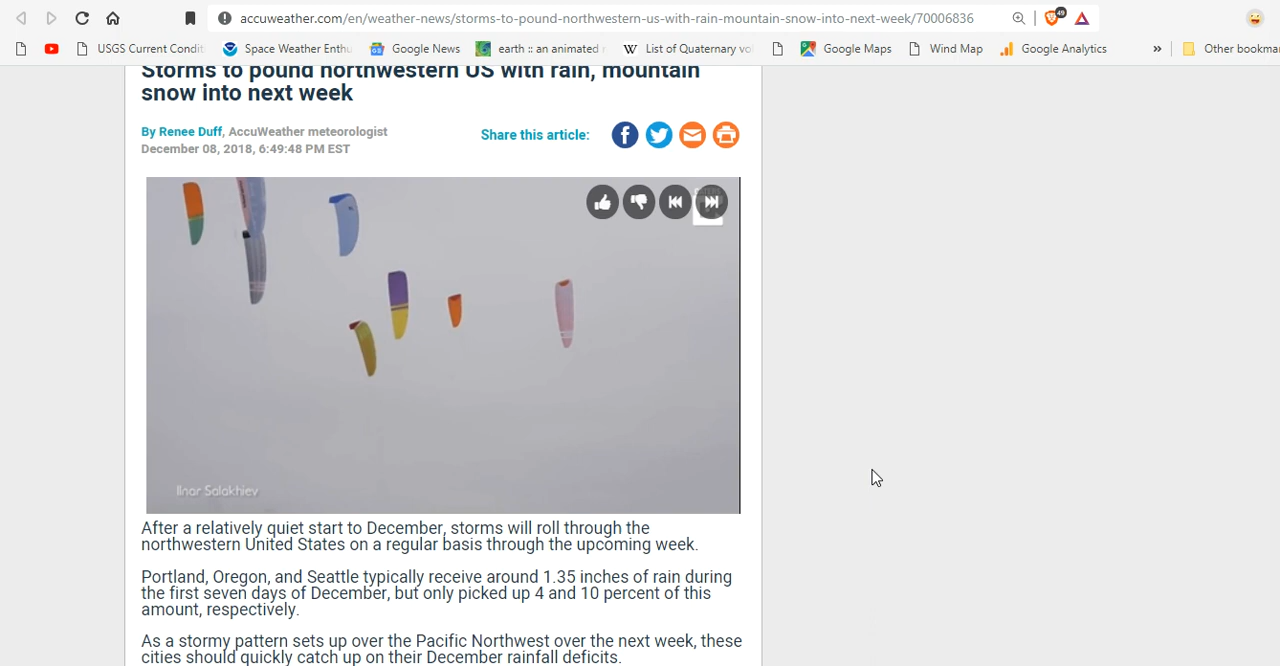 accuweather.com/en/weather-news/storms-to-pound-northwestern-us-with-rain-mountain-snow-into-next-week/70006836
49
USGS Current Condit
Space Weather Enthu
Google News
earth :: an animated
W List of Quaternary vo
Google Maps
Wind Map
Google Analytics
»
Other bookma
Storms to pound northwestern US with rain, mountain
snow into next week
By Renee Duff, AccuWeather meteorologist
December 08, 2018, 6:49:48 PM EST
Share this article:
Ilnar Salakhiev
After a relatively quiet start to December, storms will roll through the
northwestern United States on a regular basis through the upcoming week.
Portland, Oregon, and Seattle typically receive around 1.35 inches of rain during
the first seven days of December, but only picked up 4 and 10 percent of this
amount, respectively.
As a stormy pattern sets up over the Pacific Northwest over the next week, these
cities should quickly catch up on their December rainfall deficits.